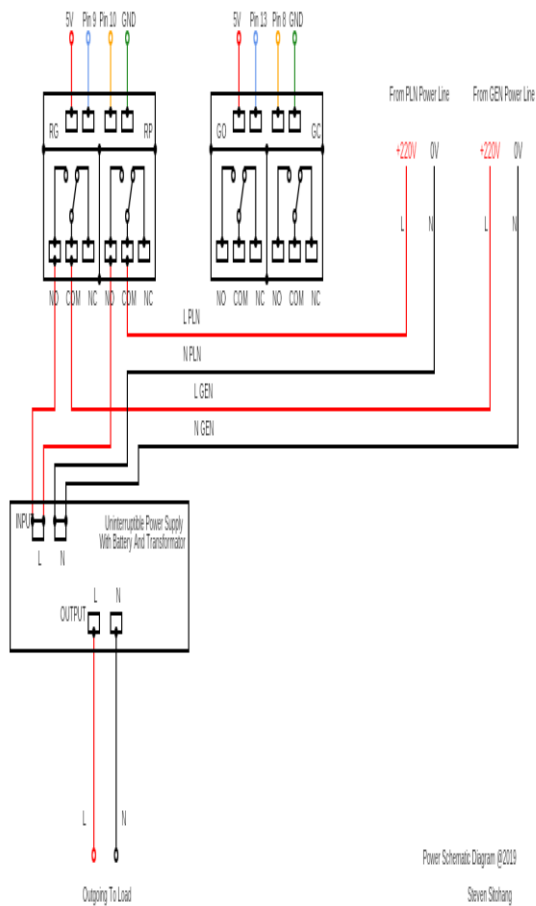 5V Pin 9 Pin 10 GND
5V Pin 13 Pin 8 GND
From PLN Power Line
From GEN Power Line
RG RP
GO GC
+220V 0V
+220V 0V
L N
L N
NO COM NC NO COM NC
NO COM NC NO COM NC
L PLN
N PLN
L GEN
N GEN
INPUT
Uninterruptible Power Supply
With Battery And Transformator
L N
L N
OUTPUT
L N
Outgoing To Load
Power Schematic Diagram @2019
Steven Sitohang